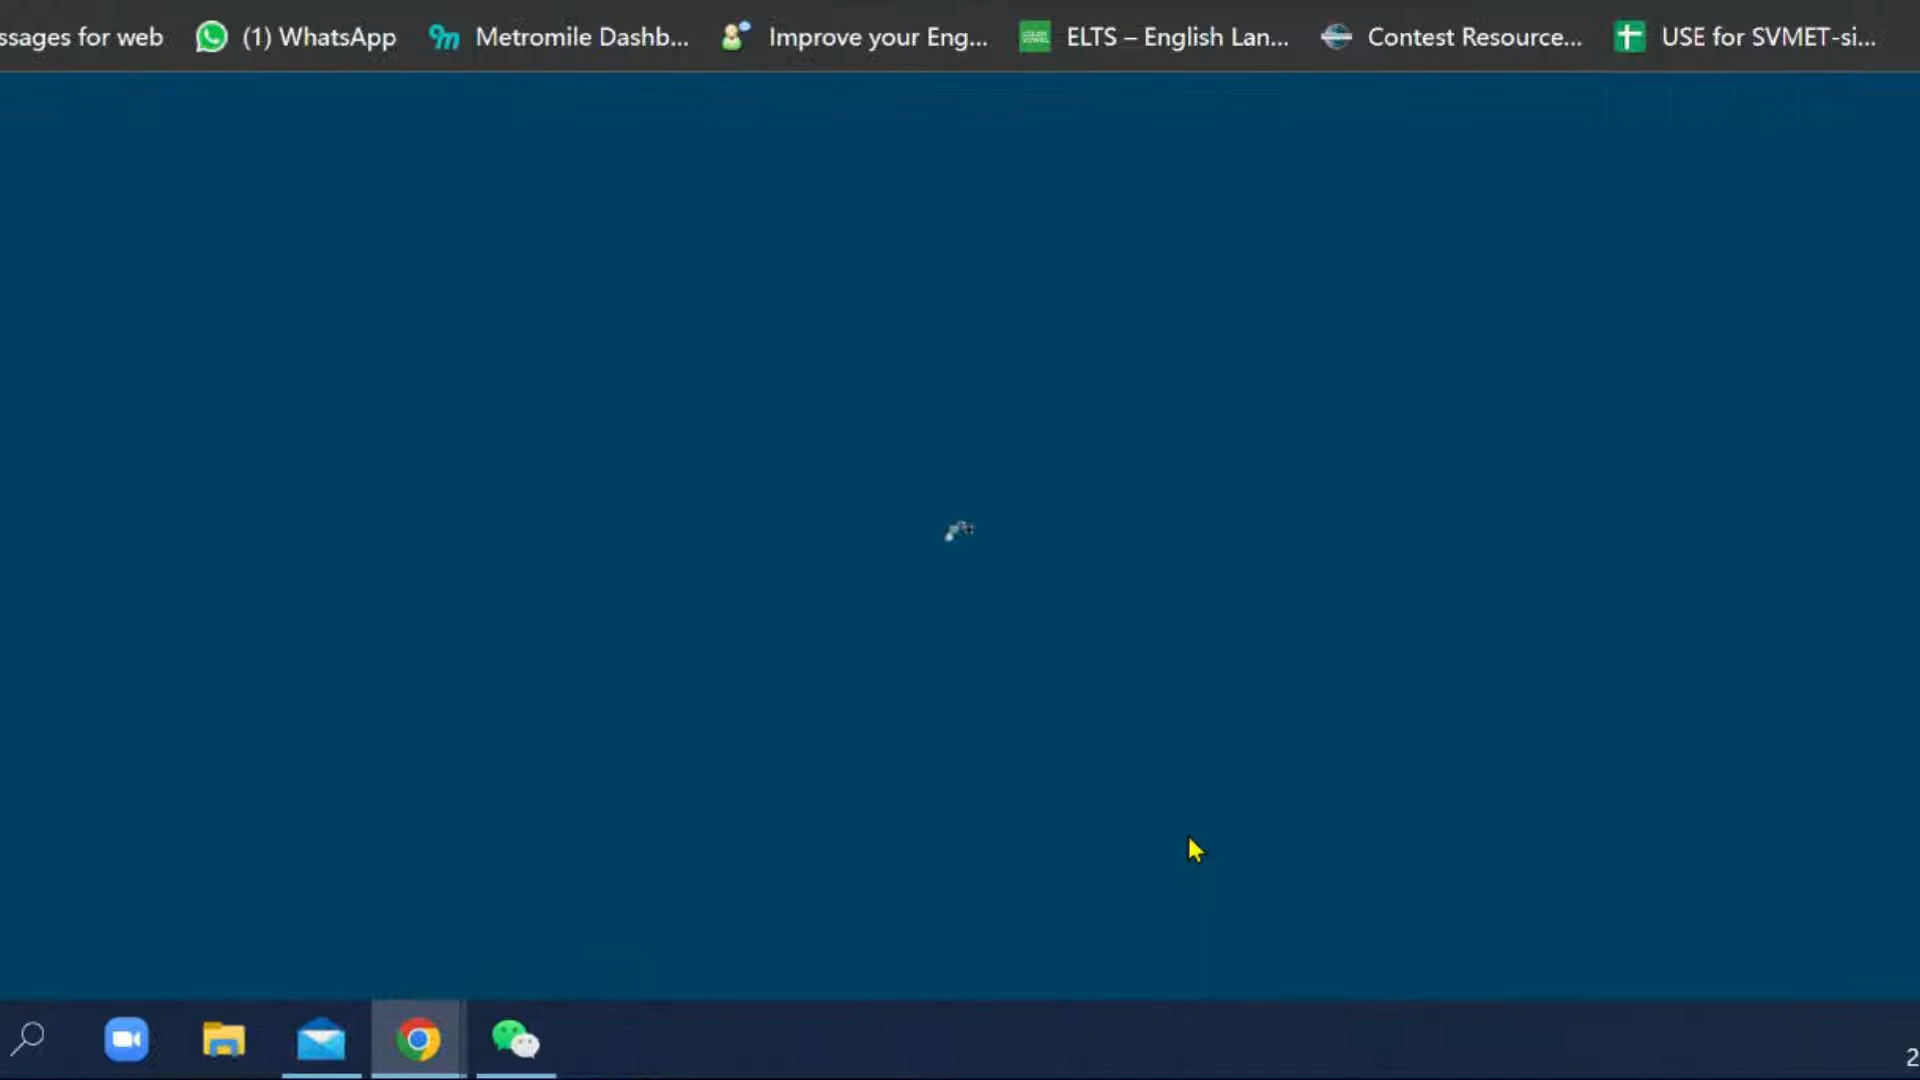 ssages for web
(1) WhatsApp
Metromile Dashb...
Improve your Eng...
ELTS – English Lan...
Contest Resource...
USE for SVMET-si...
2